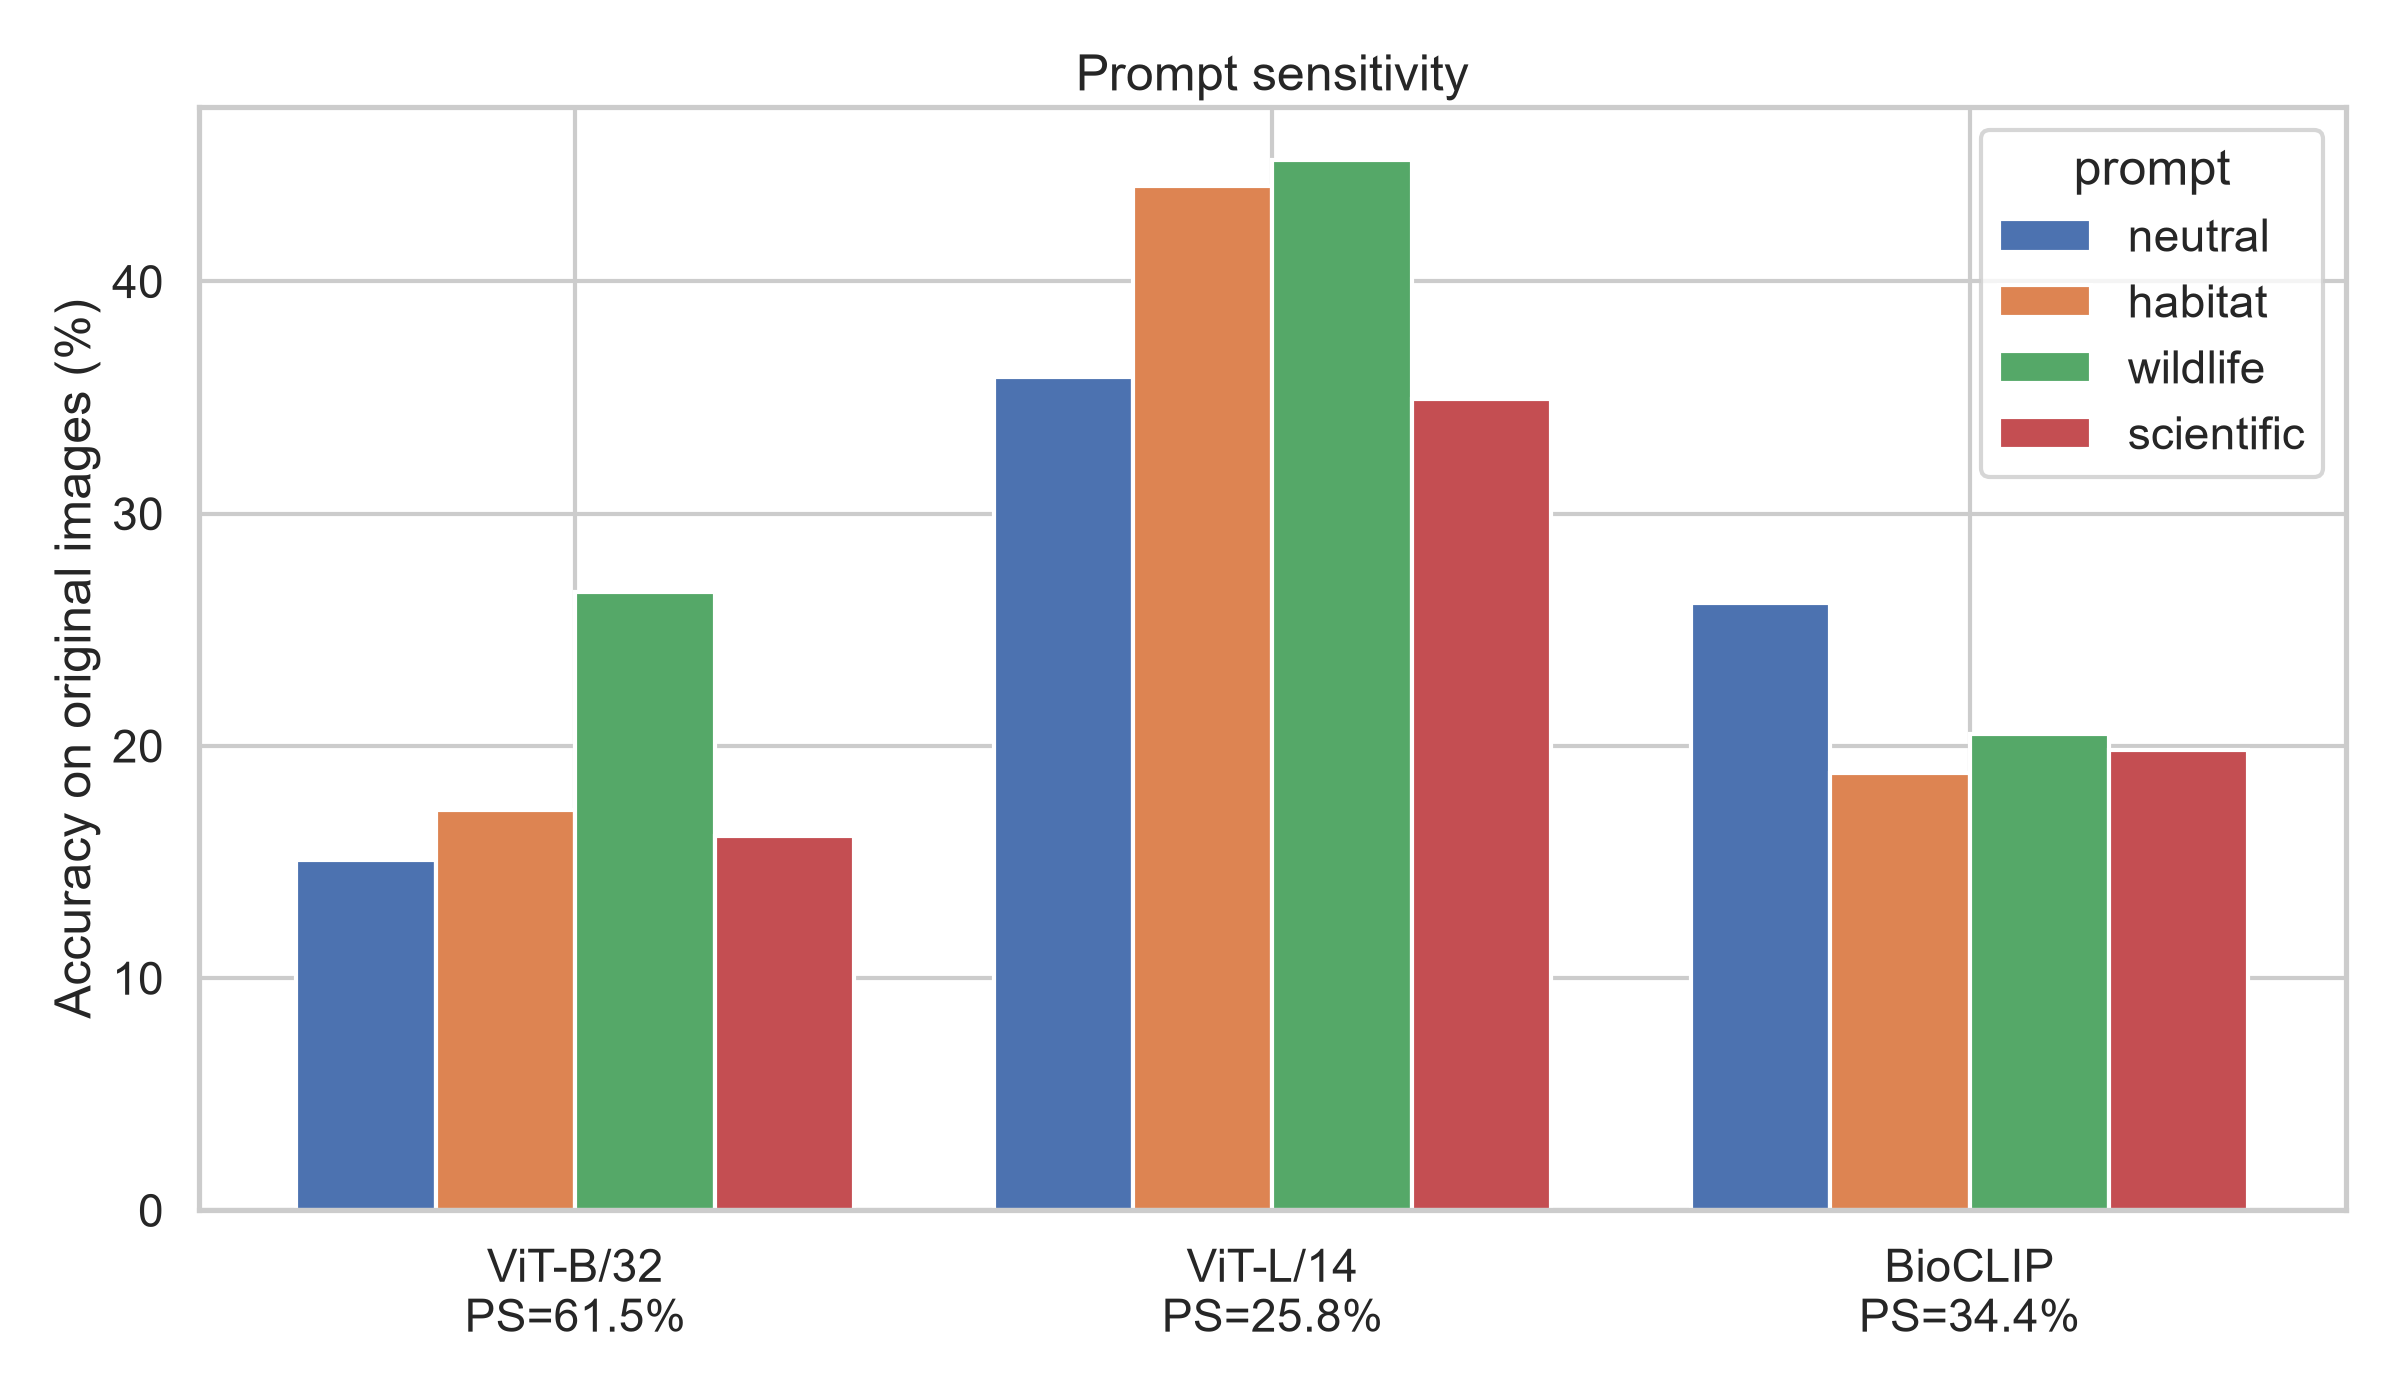 Prompt sensitivity
Accuracy on original images (%)
40
30
20
10
0
prompt
neutral
habitat
wildlife
scientific
ViT-B/32
PS=61.5%
ViT-L/14
PS=25.8%
BioCLIP
PS=34.4%